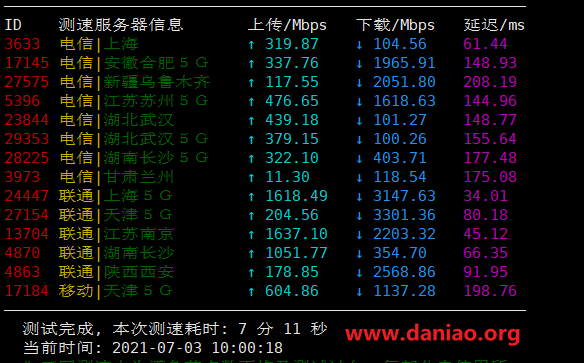 ID 测速服务器信息 上传/Mbps 下载/Mbps 延迟/ms
3633 电信|上海 ↑ 319.87 ↓ 104.56 61.44
17145 电信|安徽合肥5G ↑ 337.76 ↓ 1965.91 148.93
27575 电信|新疆乌鲁木齐 ↑ 117.55 ↓ 2051.80 208.19
5396 电信|江苏苏州5G ↑ 476.65 ↓ 1618.63 144.96
23844 电信|湖北武汉 ↑ 439.18 ↓ 101.27 148.77
29353 电信|湖北武汉5G ↑ 379.15 ↓ 100.26 155.64
28225 电信|湖南长沙5G ↑ 322.10 ↓ 403.71 177.48
3973 电信|甘肃兰州 ↑ 11.30 ↓ 118.54 175.08
24447 联通|上海5G ↑ 1618.49 ↓ 3147.63 34.01
27154 联通|天津5G ↑ 204.56 ↓ 3301.36 80.18
13704 联通|江苏南京 ↑ 1637.10 ↓ 2203.32 45.12
4870 联通|湖南长沙 ↑ 1051.77 ↓ 354.70 66.35
4863 联通|陕西西安 ↑ 178.85 ↓ 2568.86 91.95
17184 移动|天津5G ↑ 604.86 ↓ 1137.28 198.76
测试完成, 本次测速耗时: 7 分 11 秒
www.daniao.org
当前时间: 2021-07-03 10:00:18